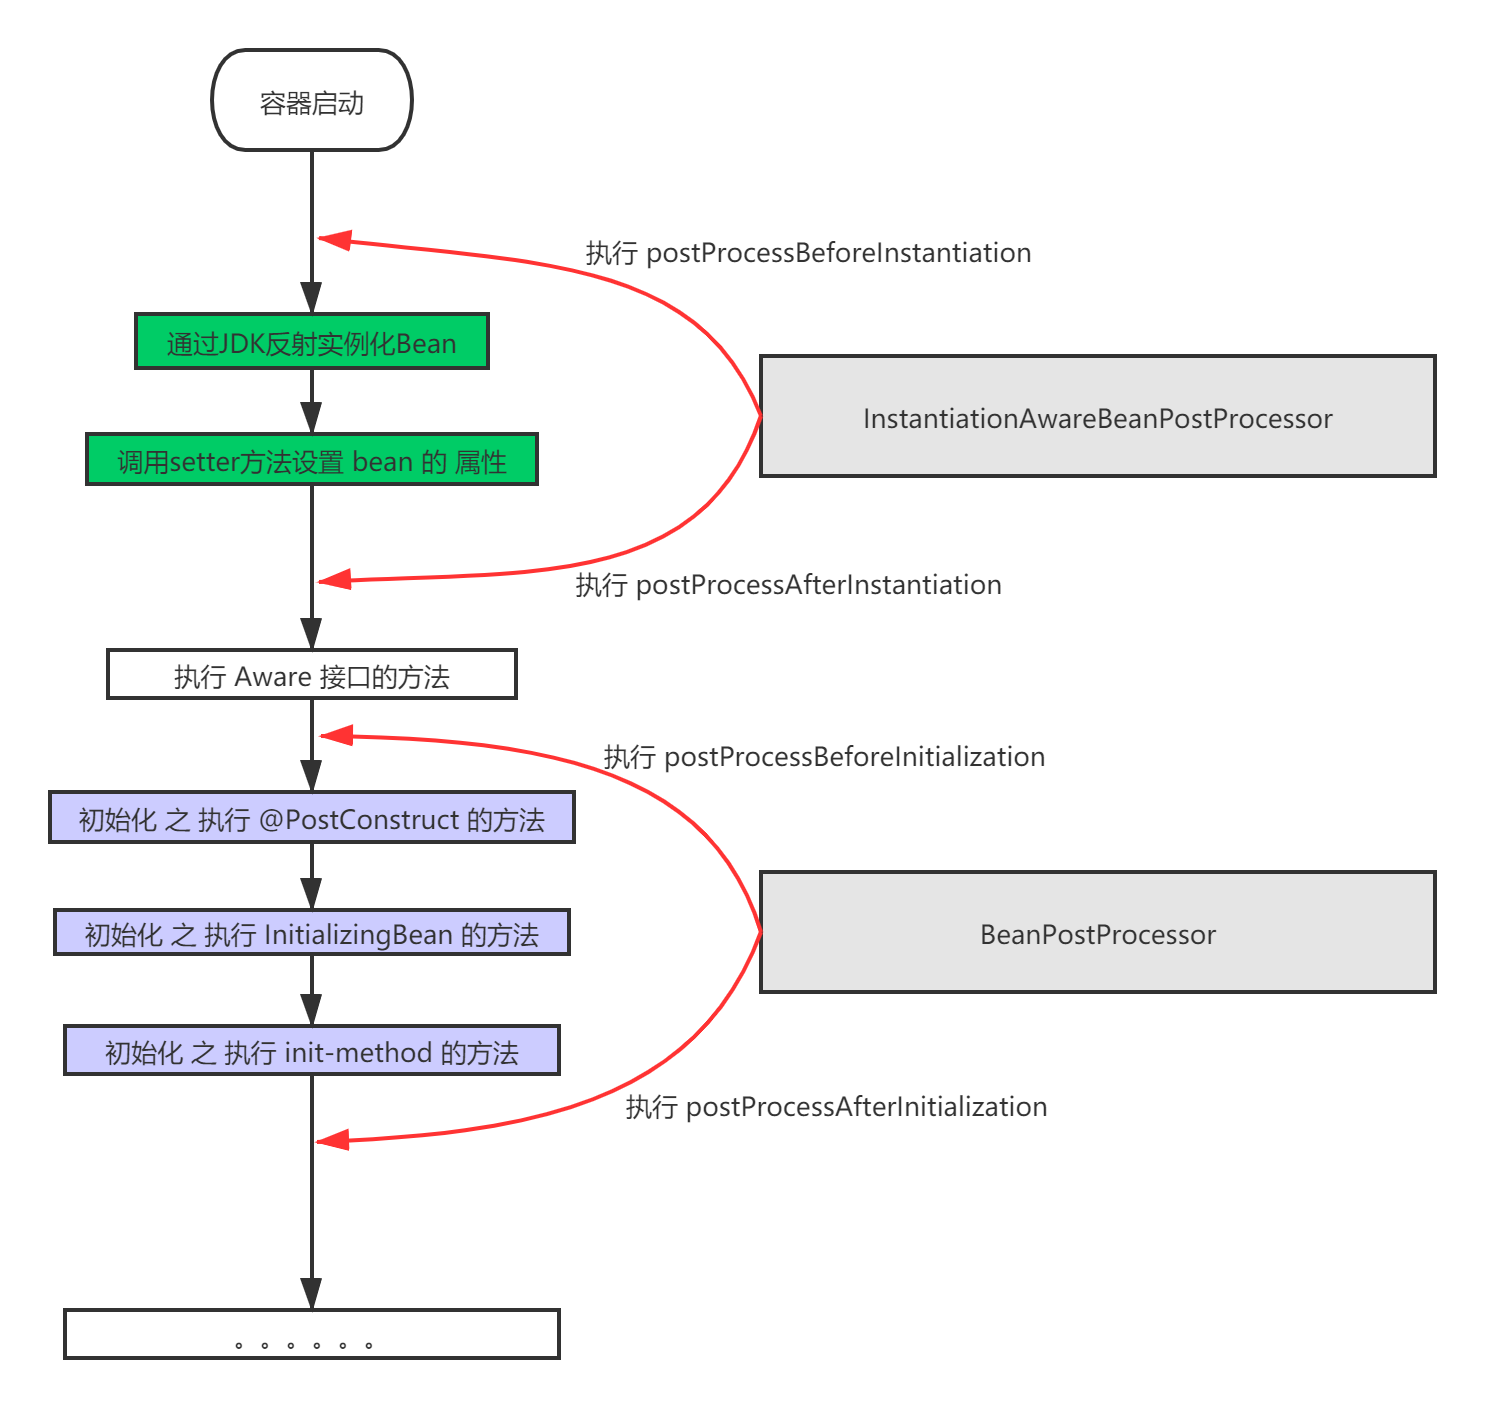 容器启动
执行 postProcessBeforeInstantiation
通过JDK反射实例化Bean
InstantiationAwareBeanPostProcessor
调用setter方法设置 bean 的 属性
执行 postProcessAfterInstantiation
执行 Aware 接口的方法
执行 postProcessBeforeInitialization
初始化 之 执行 @PostConstruct 的方法
BeanPostProcessor
初始化 之 执行 InitializingBean 的方法
初始化 之 执行 init-method 的方法
执行 postProcessAfterInitialization
。。。。。。